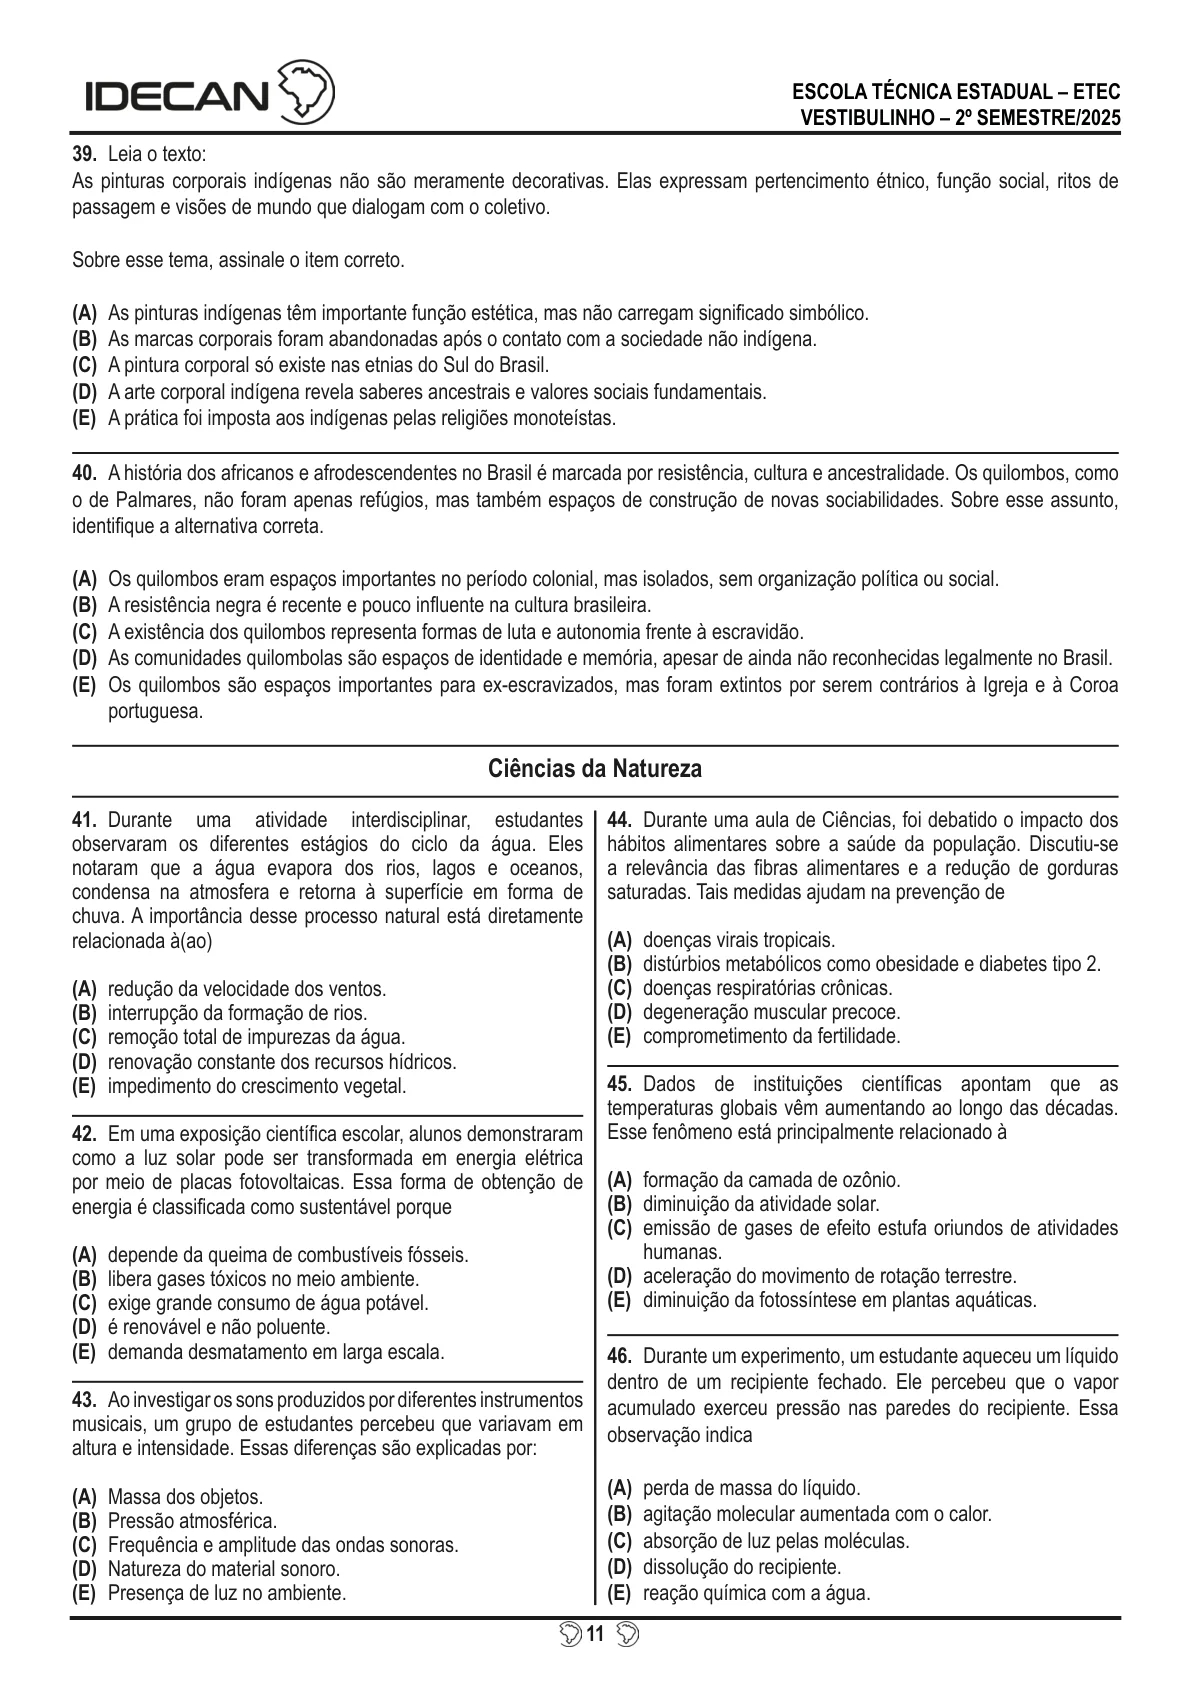 IDECAN
ESCOLA TÉCNICA ESTADUAL – ETEC
VESTIBULINHO – 2º SEMESTRE/2025
39. Leia o texto:
As pinturas corporais indígenas não são meramente decorativas. Elas expressam pertencimento étnico, função social, ritos de
passagem e visões de mundo que dialogam com o coletivo.
Sobre esse tema, assinale o item correto.
(A) As pinturas indígenas têm importante função estética, mas não carregam significado simbólico.
(B) As marcas corporais foram abandonadas após o contato com a sociedade não indígena.
(C) A pintura corporal só existe nas etnias do Sul do Brasil.
(D) A arte corporal indígena revela saberes ancestrais e valores sociais fundamentais.
(E) A prática foi imposta aos indígenas pelas religiões monoteístas.
40. A história dos africanos e afrodescendentes no Brasil é marcada por resistência, cultura e ancestralidade. Os quilombos, como
o de Palmares, não foram apenas refúgios, mas também espaços de construção de novas sociabilidades. Sobre esse assunto,
identifique a alternativa correta.
(A) Os quilombos eram espaços importantes no período colonial, mas isolados, sem organização política ou social.
(B) A resistência negra é recente e pouco influente na cultura brasileira.
(C) A existência dos quilombos representa formas de luta e autonomia frente à escravidão.
(D) As comunidades quilombolas são espaços de identidade e memória, apesar de ainda não reconhecidas legalmente no Brasil.
(E) Os quilombos são espaços importantes para ex-escravizados, mas foram extintos por serem contrários à Igreja e à Coroa
portuguesa.
Ciências da Natureza
41. Durante uma atividade interdisciplinar, estudantes
observaram os diferentes estágios do ciclo da água. Eles
notaram que a água evapora dos rios, lagos e oceanos,
condensa na atmosfera e retorna à superfície em forma de
chuva. A importância desse processo natural está diretamente
relacionada à(ao)
(A) redução da velocidade dos ventos.
(B) interrupção da formação de rios.
(C) remoção total de impurezas da água.
(D) renovação constante dos recursos hídricos.
(E) impedimento do crescimento vegetal.
42. Em uma exposição científica escolar, alunos demonstraram
como a luz solar pode ser transformada em energia elétrica
por meio de placas fotovoltaicas. Essa forma de obtenção de
energia é classificada como sustentável porque
(A) depende da queima de combustíveis fósseis.
(B) libera gases tóxicos no meio ambiente.
(C) exige grande consumo de água potável.
(D) é renovável e não poluente.
(E) demanda desmatamento em larga escala.
43. Ao investigar os sons produzidos por diferentes instrumentos
musicais, um grupo de estudantes percebeu que variavam em
altura e intensidade. Essas diferenças são explicadas por:
(A) Massa dos objetos.
(B) Pressão atmosférica.
(C) Frequência e amplitude das ondas sonoras.
(D) Natureza do material sonoro.
(E) Presença de luz no ambiente.
44. Durante uma aula de Ciências, foi debatido o impacto dos
hábitos alimentares sobre a saúde da população. Discutiu-se
a relevância das fibras alimentares e a redução de gorduras
saturadas. Tais medidas ajudam na prevenção de
(A) doenças virais tropicais.
(B) distúrbios metabólicos como obesidade e diabetes tipo 2.
(C) doenças respiratórias crônicas.
(D) degeneração muscular precoce.
(E) comprometimento da fertilidade.
45. Dados de instituições científicas apontam que as
temperaturas globais vêm aumentando ao longo das décadas.
Esse fenômeno está principalmente relacionado à
(A) formação da camada de ozônio.
(B) diminuição da atividade solar.
(C) emissão de gases de efeito estufa oriundos de atividades
humanas.
(D) aceleração do movimento de rotação terrestre.
(E) diminuição da fotossíntese em plantas aquáticas.
46. Durante um experimento, um estudante aqueceu um líquido
dentro de um recipiente fechado. Ele percebeu que o vapor
acumulado exerceu pressão nas paredes do recipiente. Essa
observação indica
(A) perda de massa do líquido.
(B) agitação molecular aumentada com o calor.
(C) absorção de luz pelas moléculas.
(D) dissolução do recipiente.
(E) reação química com a água.
11